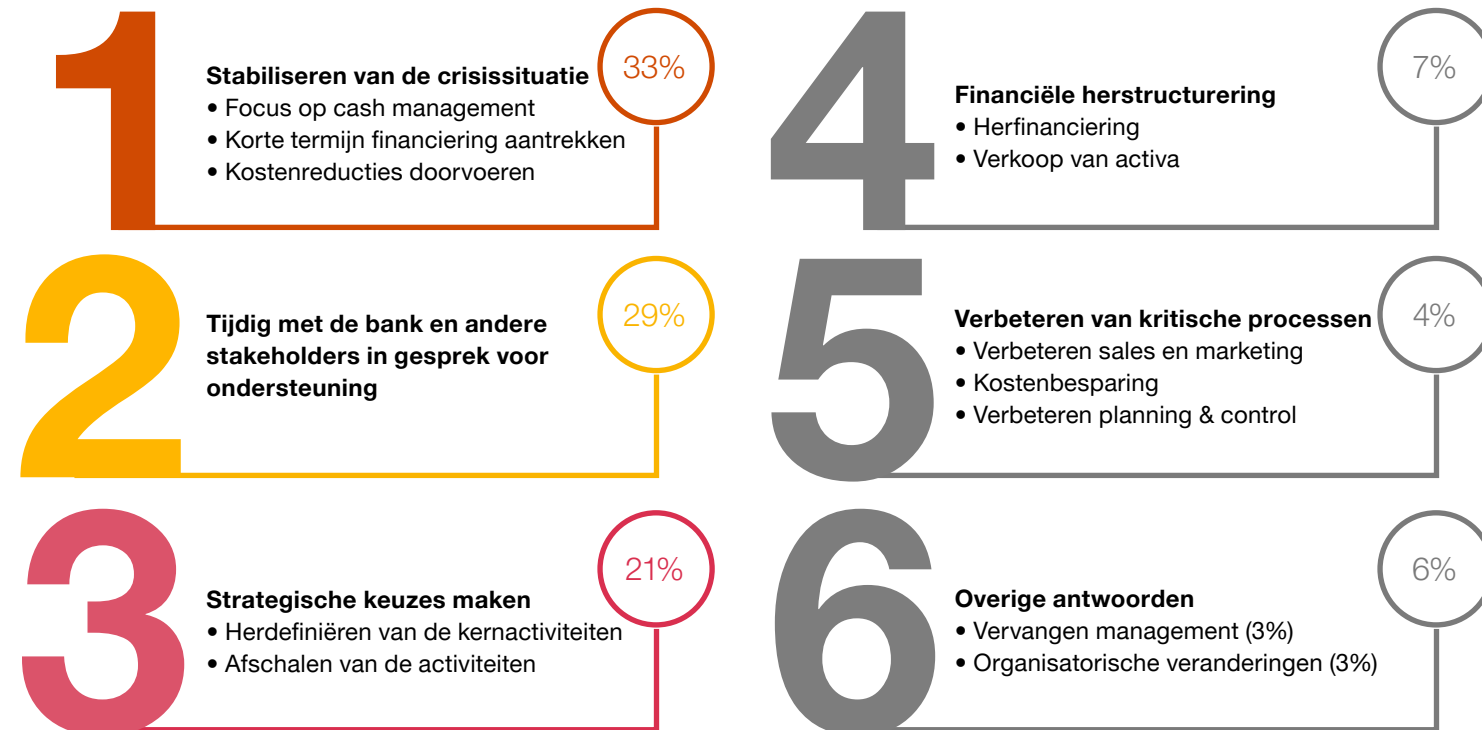 1
Stabiliseren van de crisissituatie
• Focus op cash management
• Korte termijn financiering aantrekken
• Kostenreducties doorvoeren
33%
2
Tijdig met de bank en andere
stakeholders in gesprek voor
ondersteuning
29%
3
Strategische keuzes maken
• Herdefiniëren van de kernactiviteiten
• Afschalen van de activiteiten
21%
4
Financiële herstructurering
• Herfinanciering
• Verkoop van activa
7%
5
Verbeteren van kritische processen
• Verbeteren sales en marketing
• Kostenbesparing
• Verbeteren planning & control
4%
6
Overige antwoorden
• Vervangen management (3%)
• Organisatorische veranderingen (3%)
6%